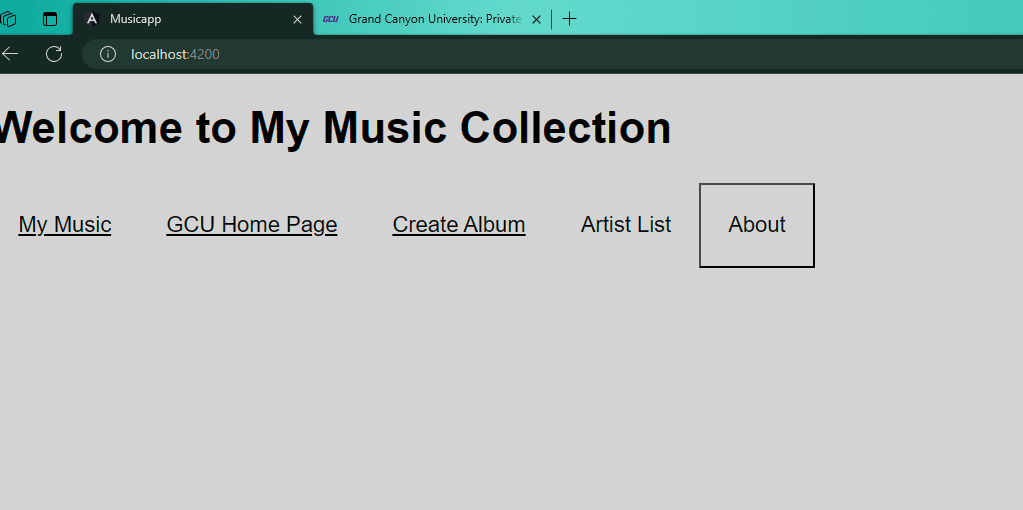 Musicapp
GCU Grand Canyon University: Private
localhost:4200
Welcome to My Music Collection
My Music GCU Home Page Create Album Artist List About